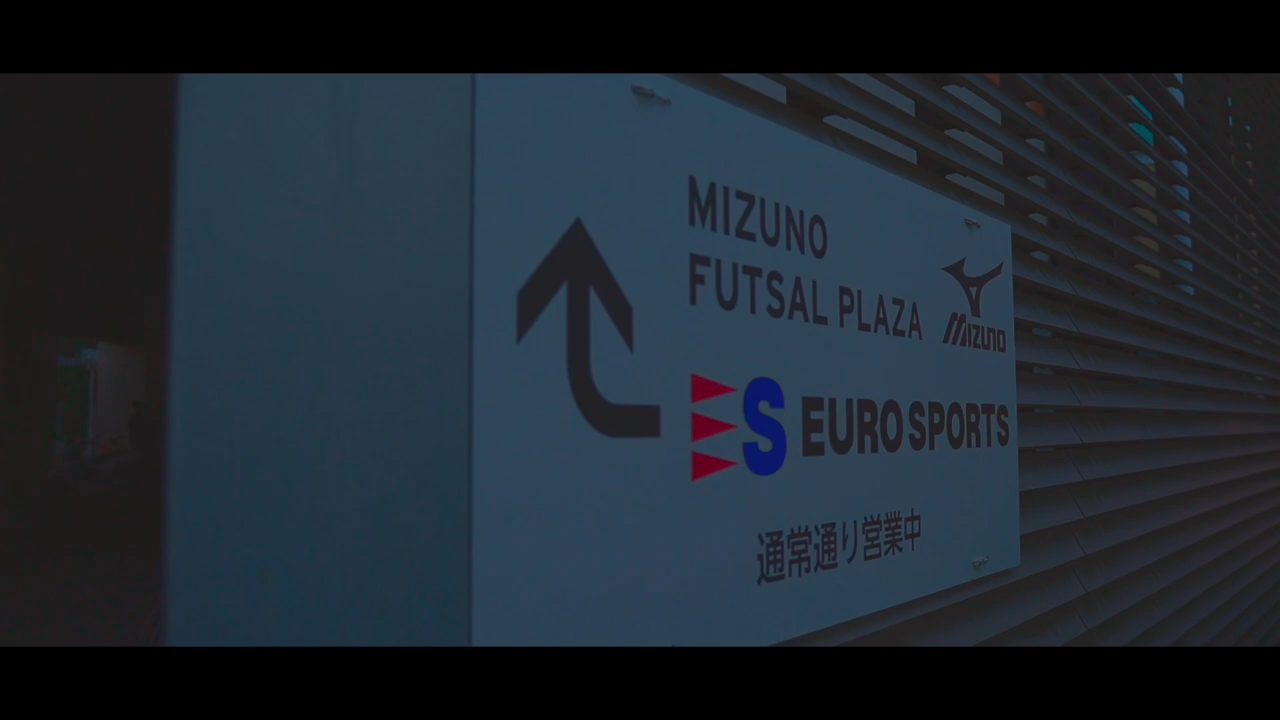 MIZUNO
FUTSAL PLAZA
MIZUNO
S EURO SPORTS
通常通り営業中